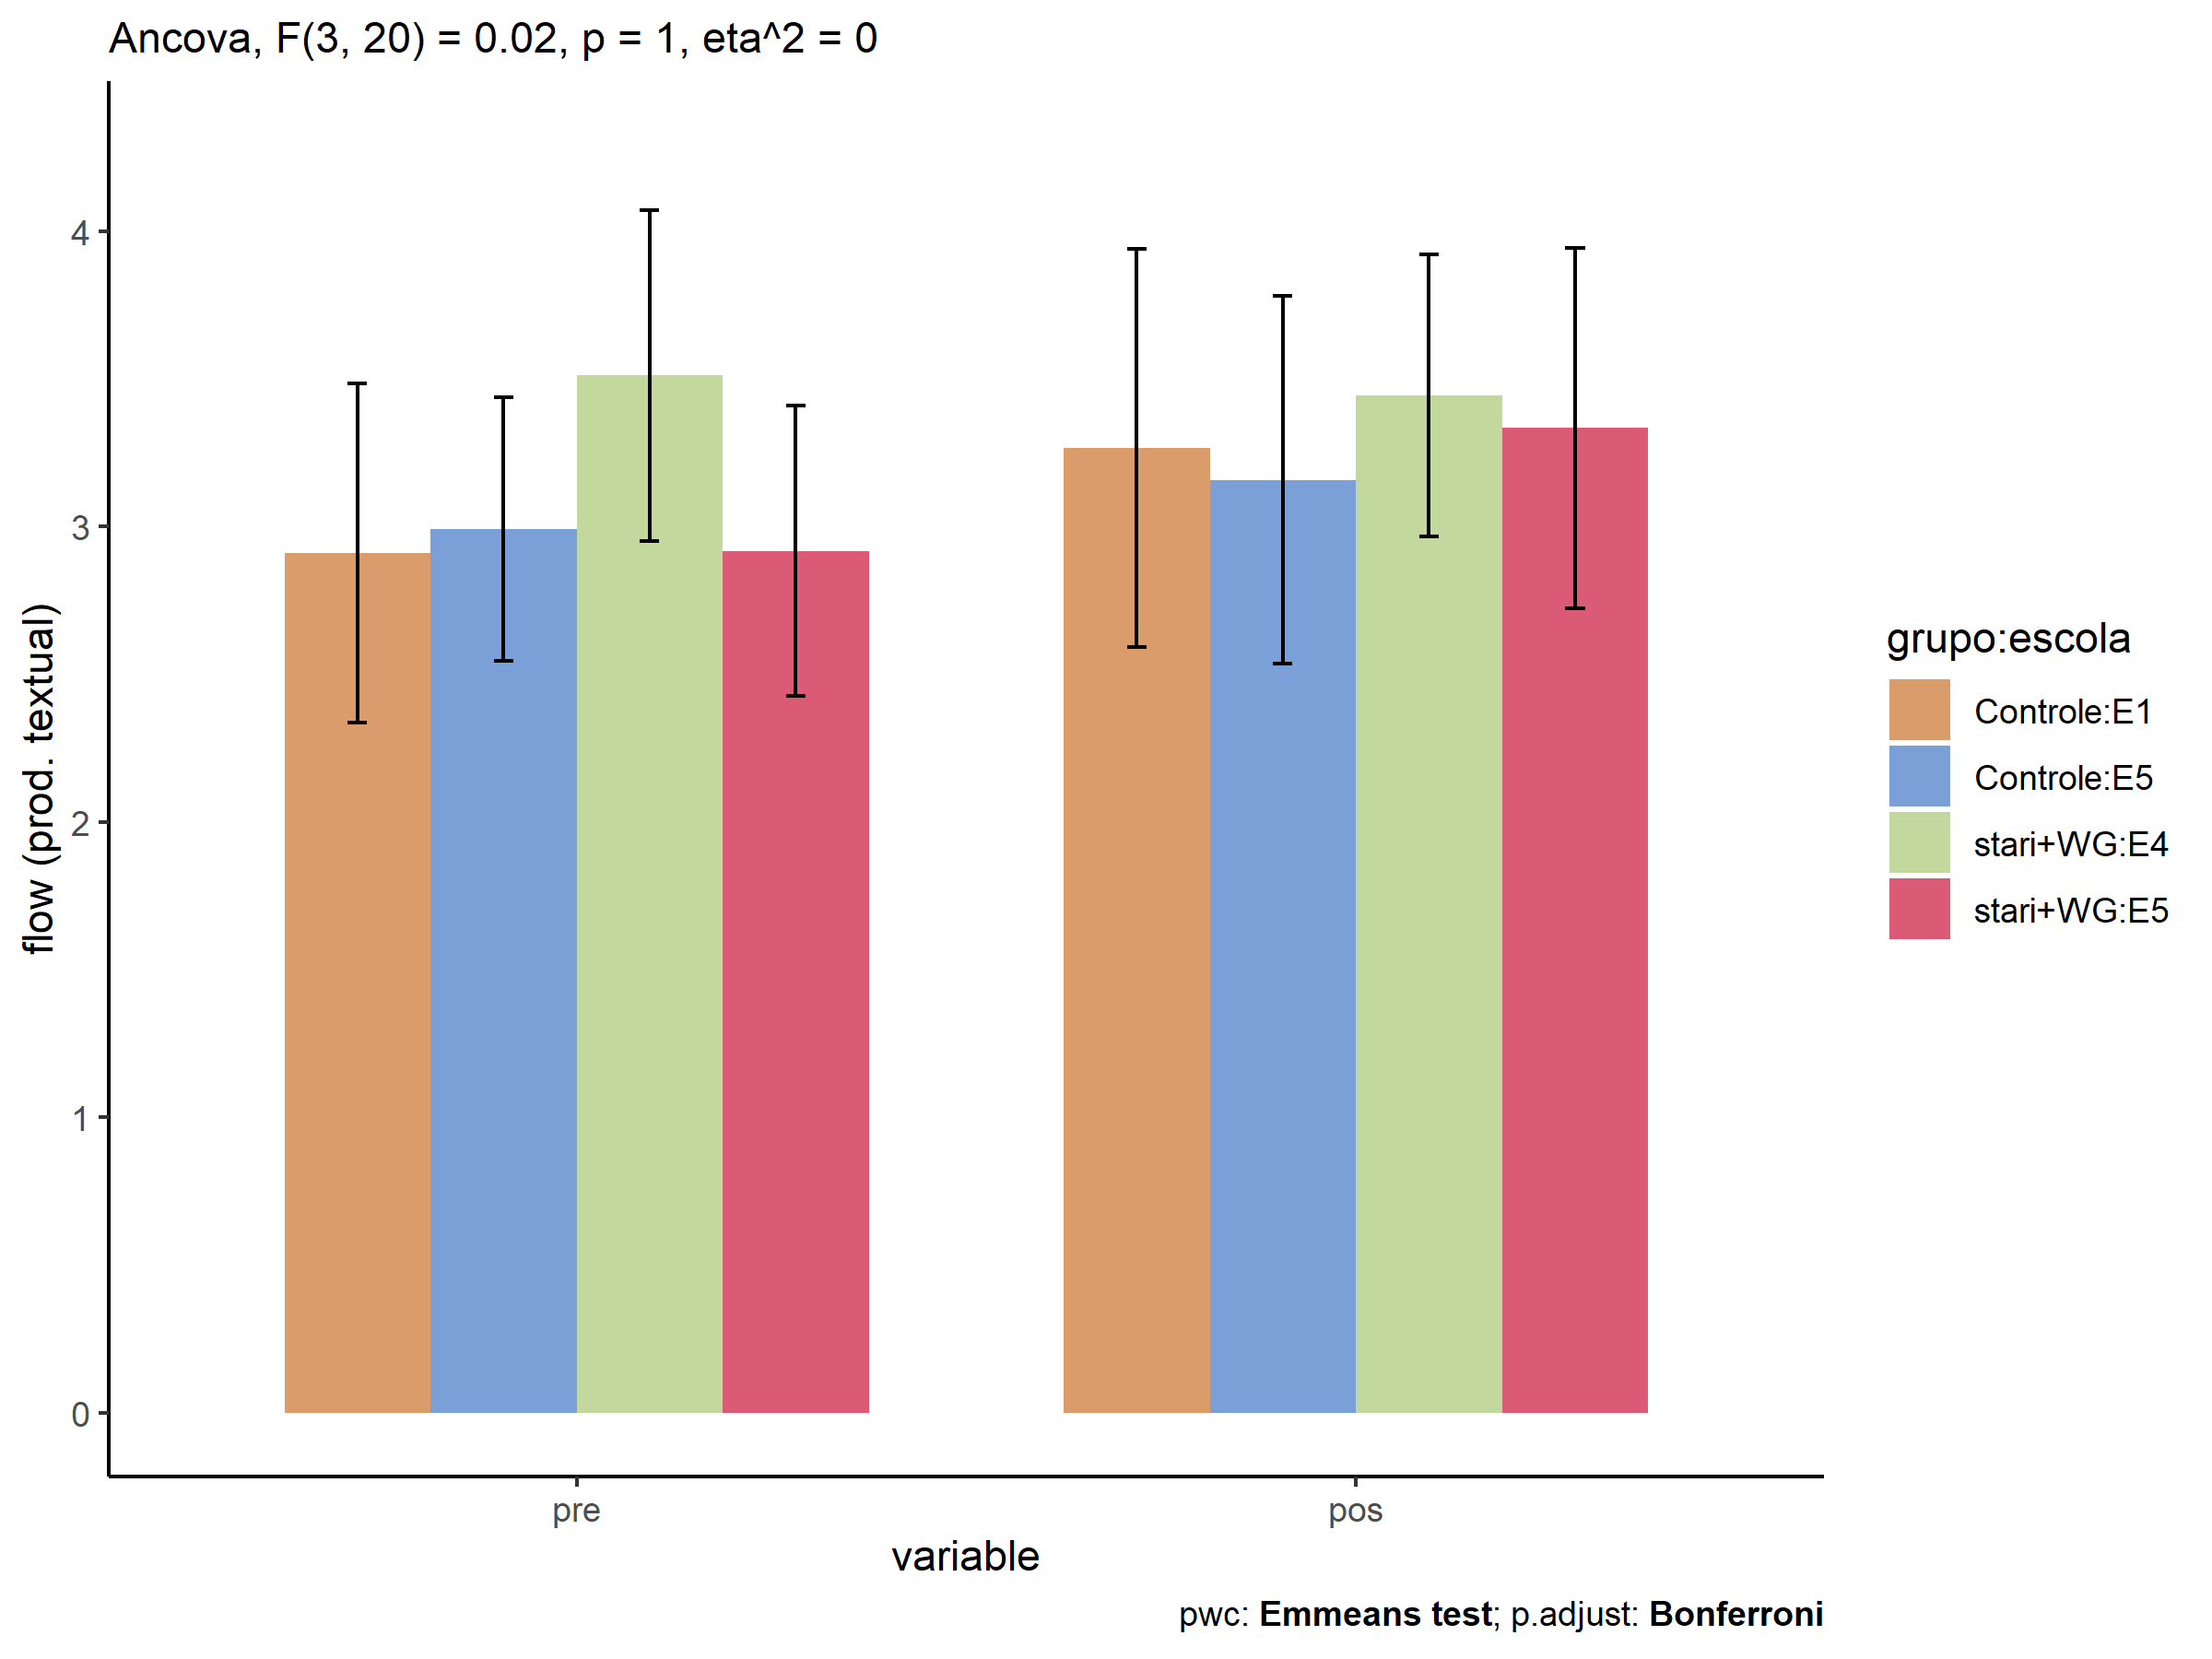 Ancova, F(3, 20) = 0.02, p = 1, eta^2 = 0
4
3
2
1
0
flow (prod. textual)
pre
pos
variable
grupo:escola
Controle:E1
Controle:E5
stari+WG:E4
stari+WG:E5
pwc: Emmeans test; p.adjust: Bonferroni